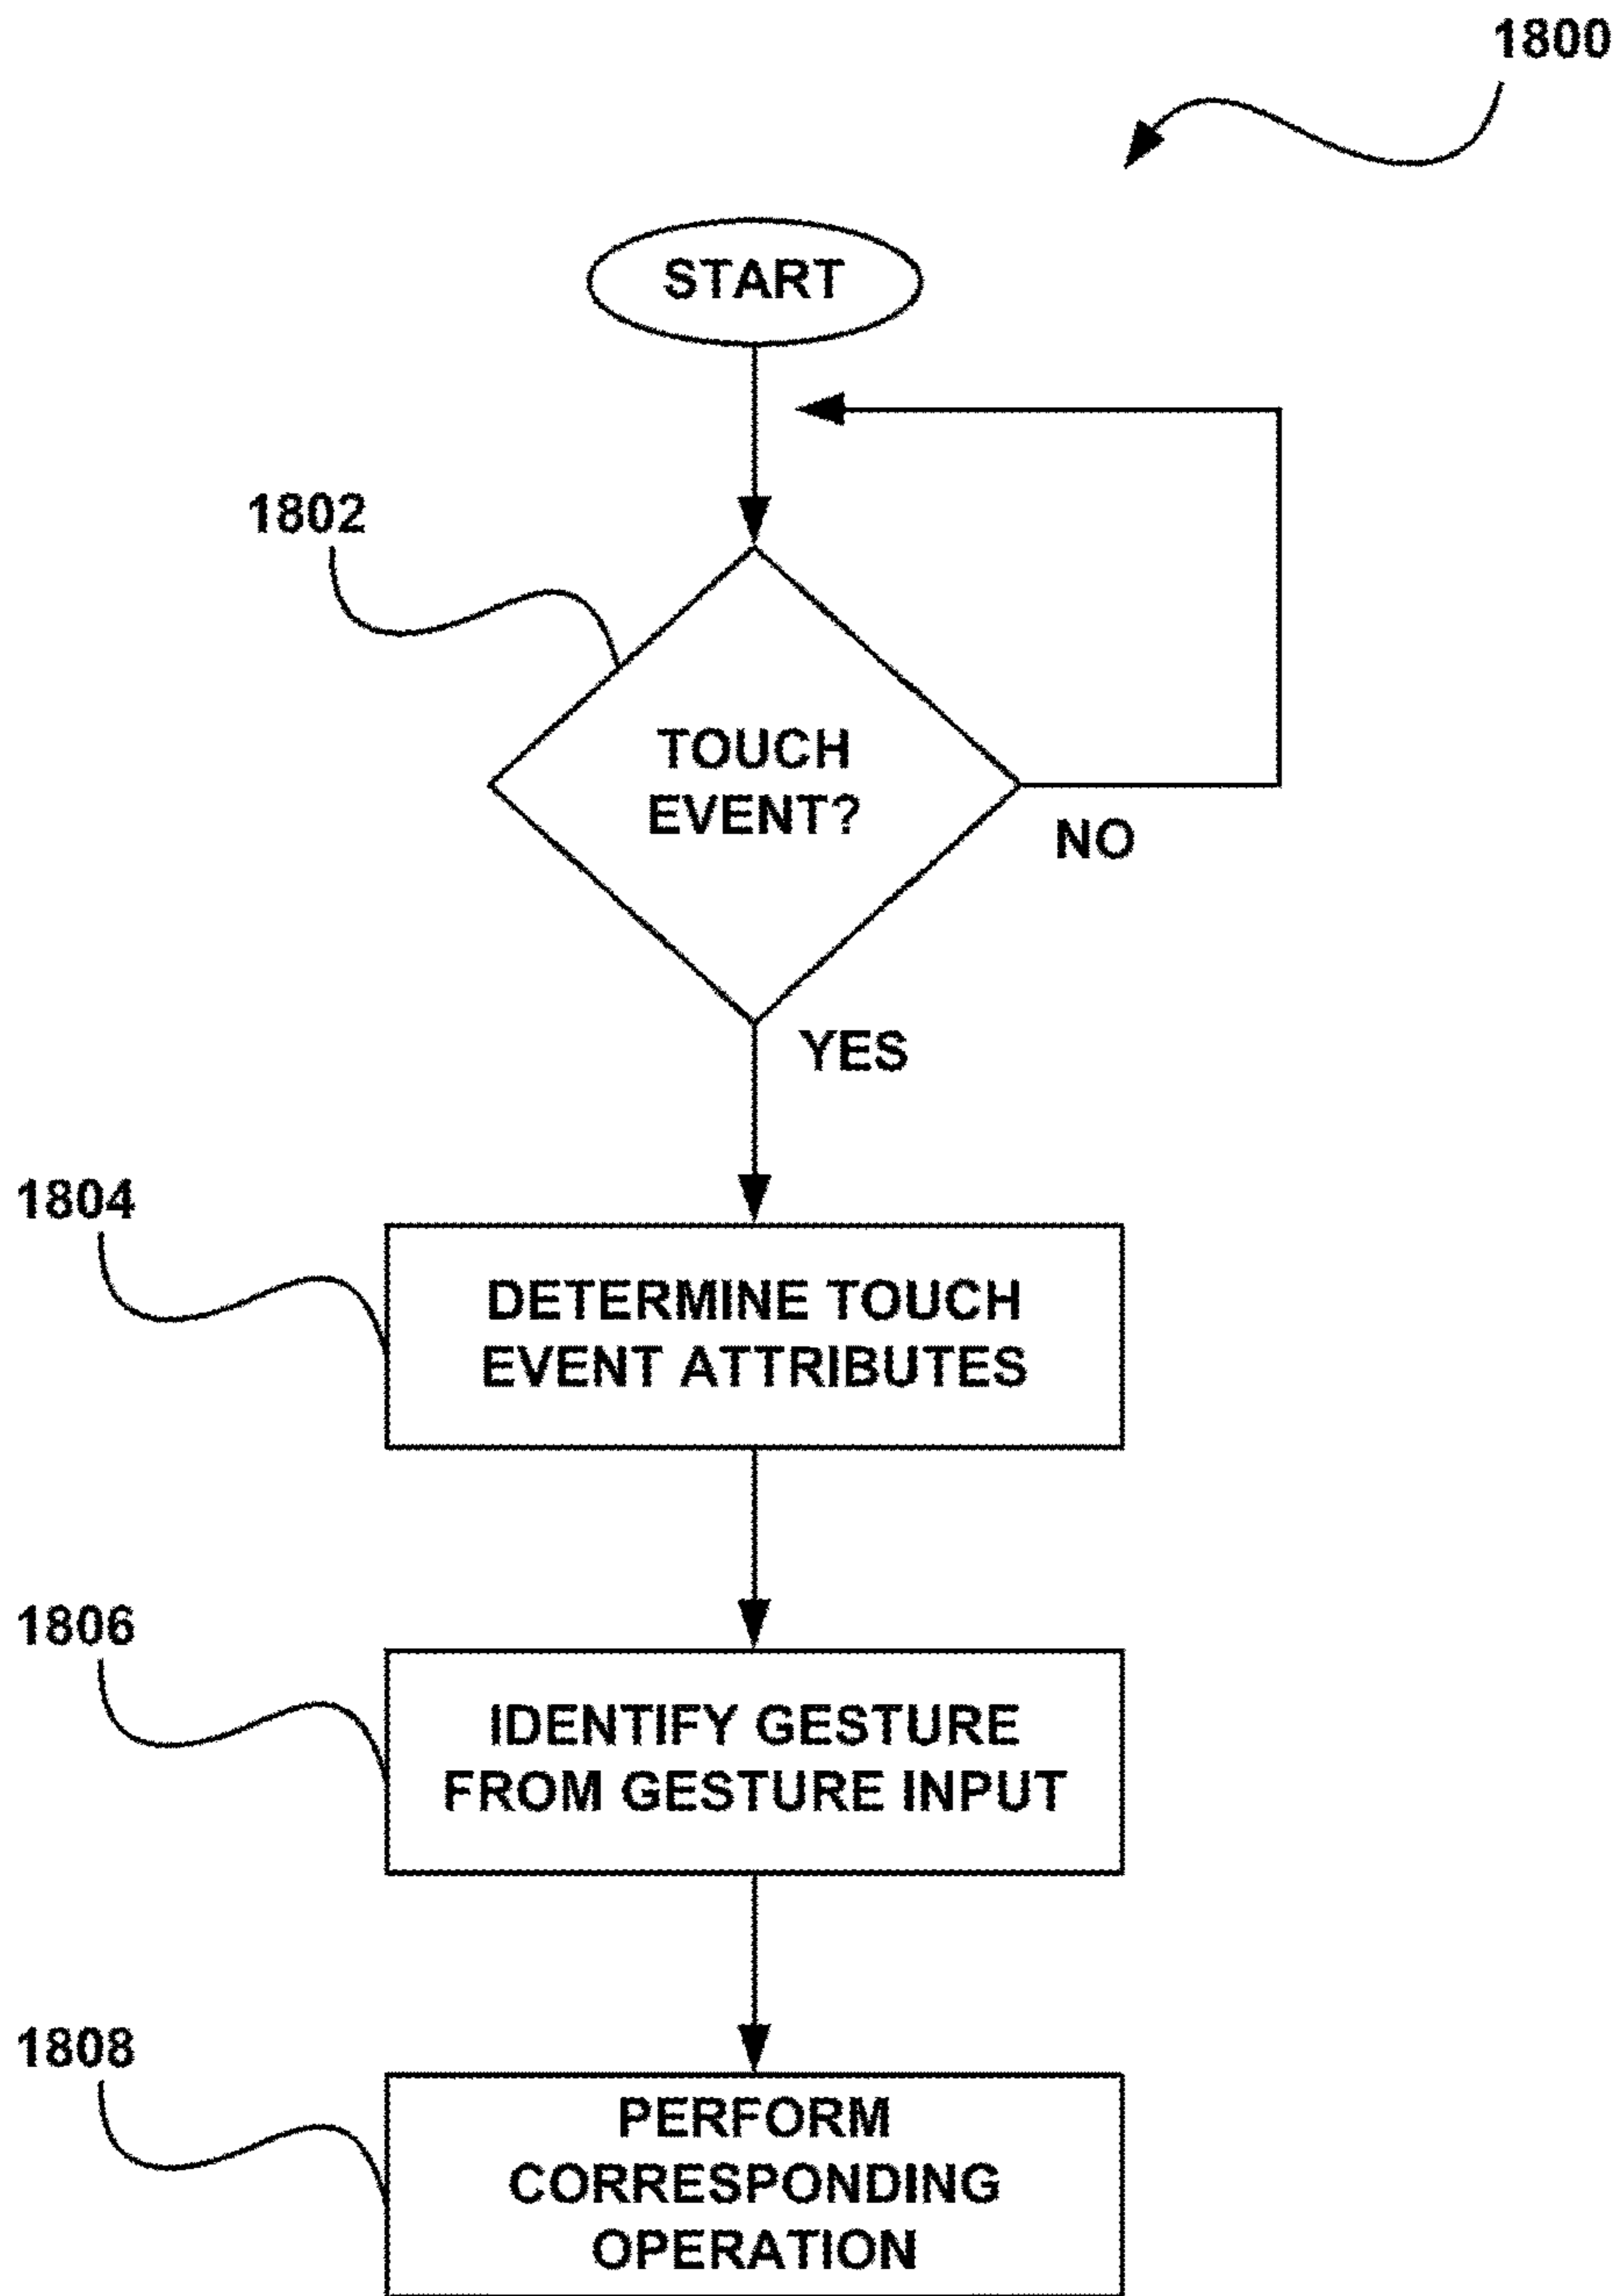 1800
START
1802
TOUCH
EVENT?
NO
YES
1804
DETERMINE TOUCH
EVENT ATTRIBUTES
1806
IDENTIFY GESTURE
FROM GESTURE INPUT
1808
PERFORM
CORRESPONDING
OPERATION